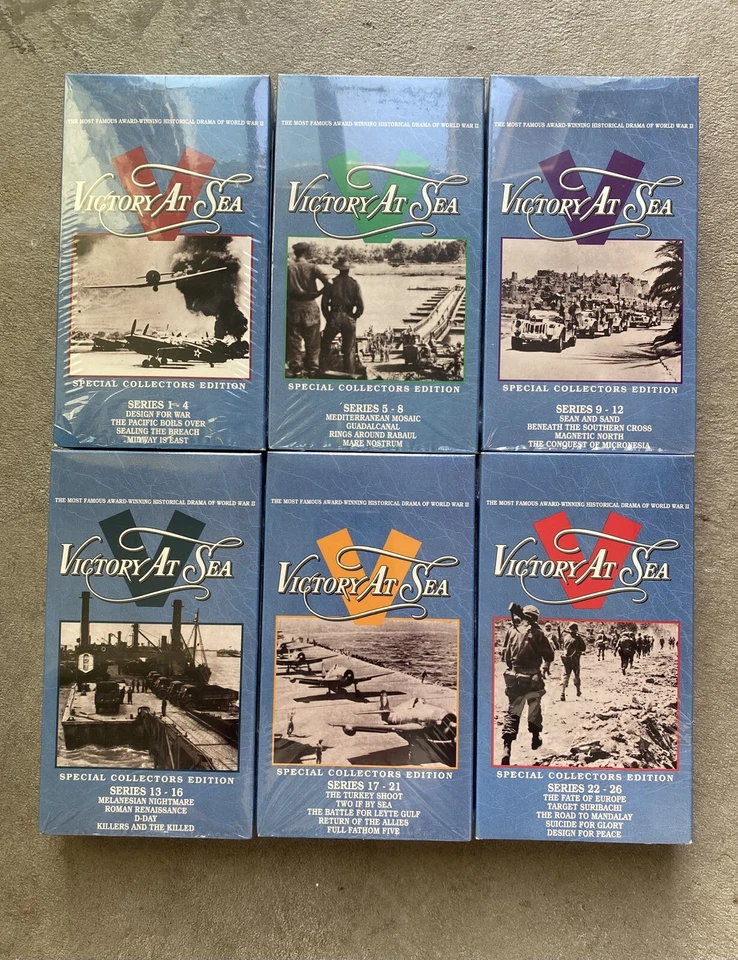 THE MOST FAMOUS AWARD-WINNING HISTORICAL DRAMA OF WORLD WAR II
VICTORY AT SEA
SPECIAL COLLECTORS EDITION
SERIES 1 - 4
DESIGN FOR WAR
THE PACIFIC BOILS OVER
SEALING THE BREACH
MIDWAY IS EAST
THE MOST FAMOUS AWARD-WINNING HISTORICAL DRAMA OF WORLD WAR II
VICTORY AT SEA
SPECIAL COLLECTORS EDITION
SERIES 5 - 8
MEDITERRANEAN MOSAIC
GUADALCANAL
RINGS AROUND RABAUL
MARE NOSTRUM
THE MOST FAMOUS AWARD-WINNING HISTORICAL DRAMA OF WORLD WAR II
VICTORY AT SEA
SPECIAL COLLECTORS EDITION
SERIES 9 - 12
SEAN AND SAND
BENEATH THE SOUTHERN CROSS
MAGNETIC NORTH
THE CONQUEST OF MICRONESIA
THE MOST FAMOUS AWARD-WINNING HISTORICAL DRAMA OF WORLD WAR II
VICTORY AT SEA
SPECIAL COLLECTORS EDITION
SERIES 13 - 16
MELANESIAN NIGHTMARE
ROMAN RENAISSANCE
D-DAY
KILLERS AND THE KILLED
THE MOST FAMOUS AWARD-WINNING HISTORICAL DRAMA OF WORLD WAR II
VICTORY AT SEA
SPECIAL COLLECTORS EDITION
SERIES 17 - 21
THE TURKEY SHOOT
TWO IF BY SEA
THE BATTLE FOR LEYTE GULF
RETURN OF THE ALLIES
FULL FATHOM FIVE
THE MOST FAMOUS AWARD-WINNING HISTORICAL DRAMA OF WORLD WAR II
VICTORY AT SEA
SPECIAL COLLECTORS EDITION
SERIES 22 - 26
THE FATE OF EUROPE
TARGET SURIBACHI
THE ROAD TO MANDALAY
SUICIDE FOR GLORY
DESIGN FOR PEACE